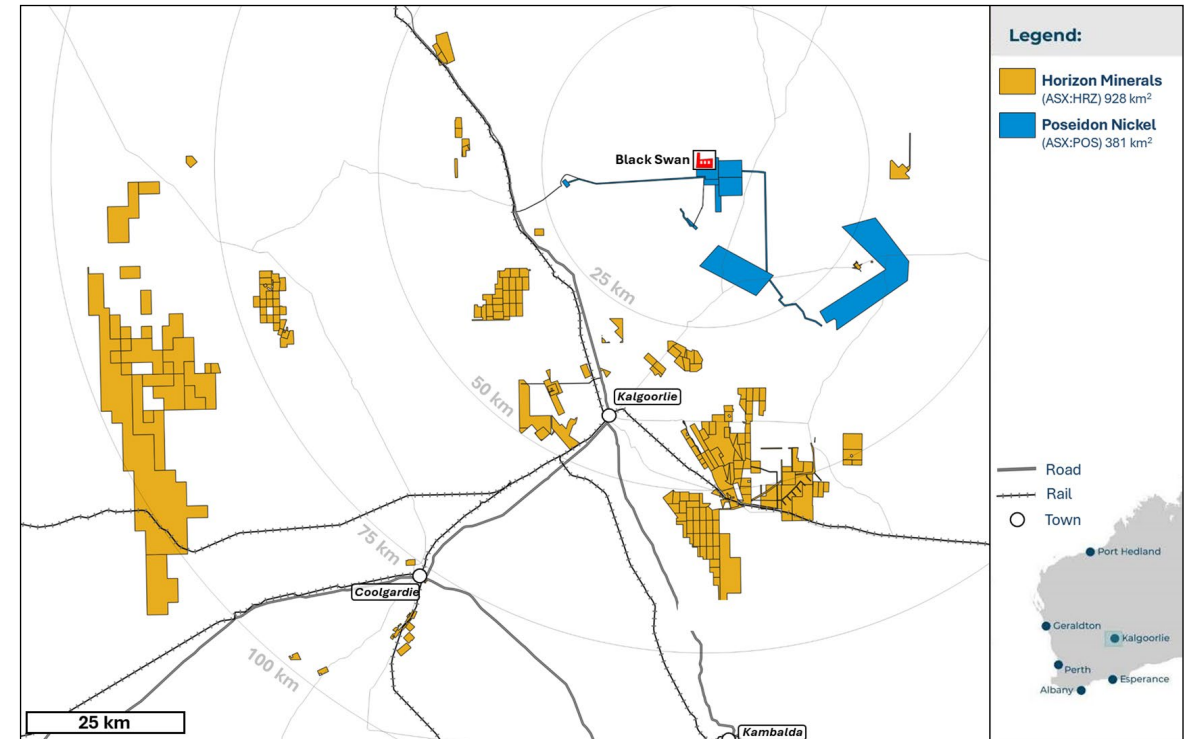 Legend:
Horizon Minerals
(ASX:HRZ) 928 km²
Poseidon Nickel
(ASX:POS) 381 km²
Black Swan
25 km
50 km
Kalgoorlie
75 km
Coolgardie
100 km
25 km
Kambalda
Road
Rail
Town
Port Hedland
Geraldton
Kalgoorlie
Perth
Esperance
Albany